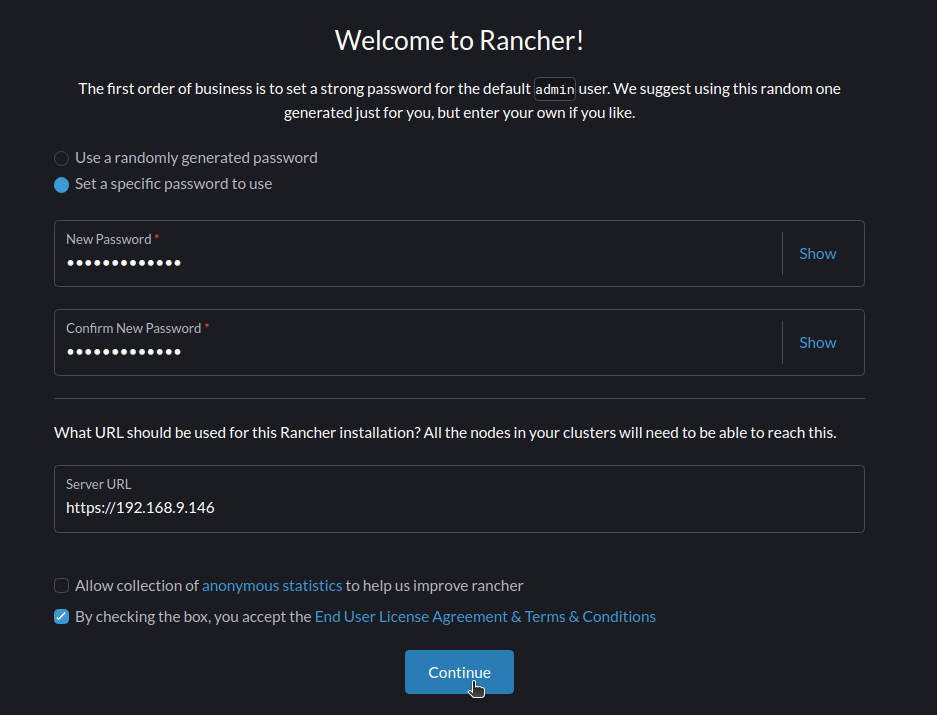 Welcome to Rancher!
The first order of business is to set a strong password for the default admin user. We suggest using this random one
generated just for you, but enter your own if you like.
Use a randomly generated password
Set a specific password to use
New Password *
•••••••••••••
Show
Confirm New Password *
•••••••••••••
Show
What URL should be used for this Rancher installation? All the nodes in your clusters will need to be able to reach this.
Server URL
https://192.168.9.146
Allow collection of anonymous statistics to help us improve rancher
By checking the box, you accept the End User License Agreement & Terms & Conditions
Continue